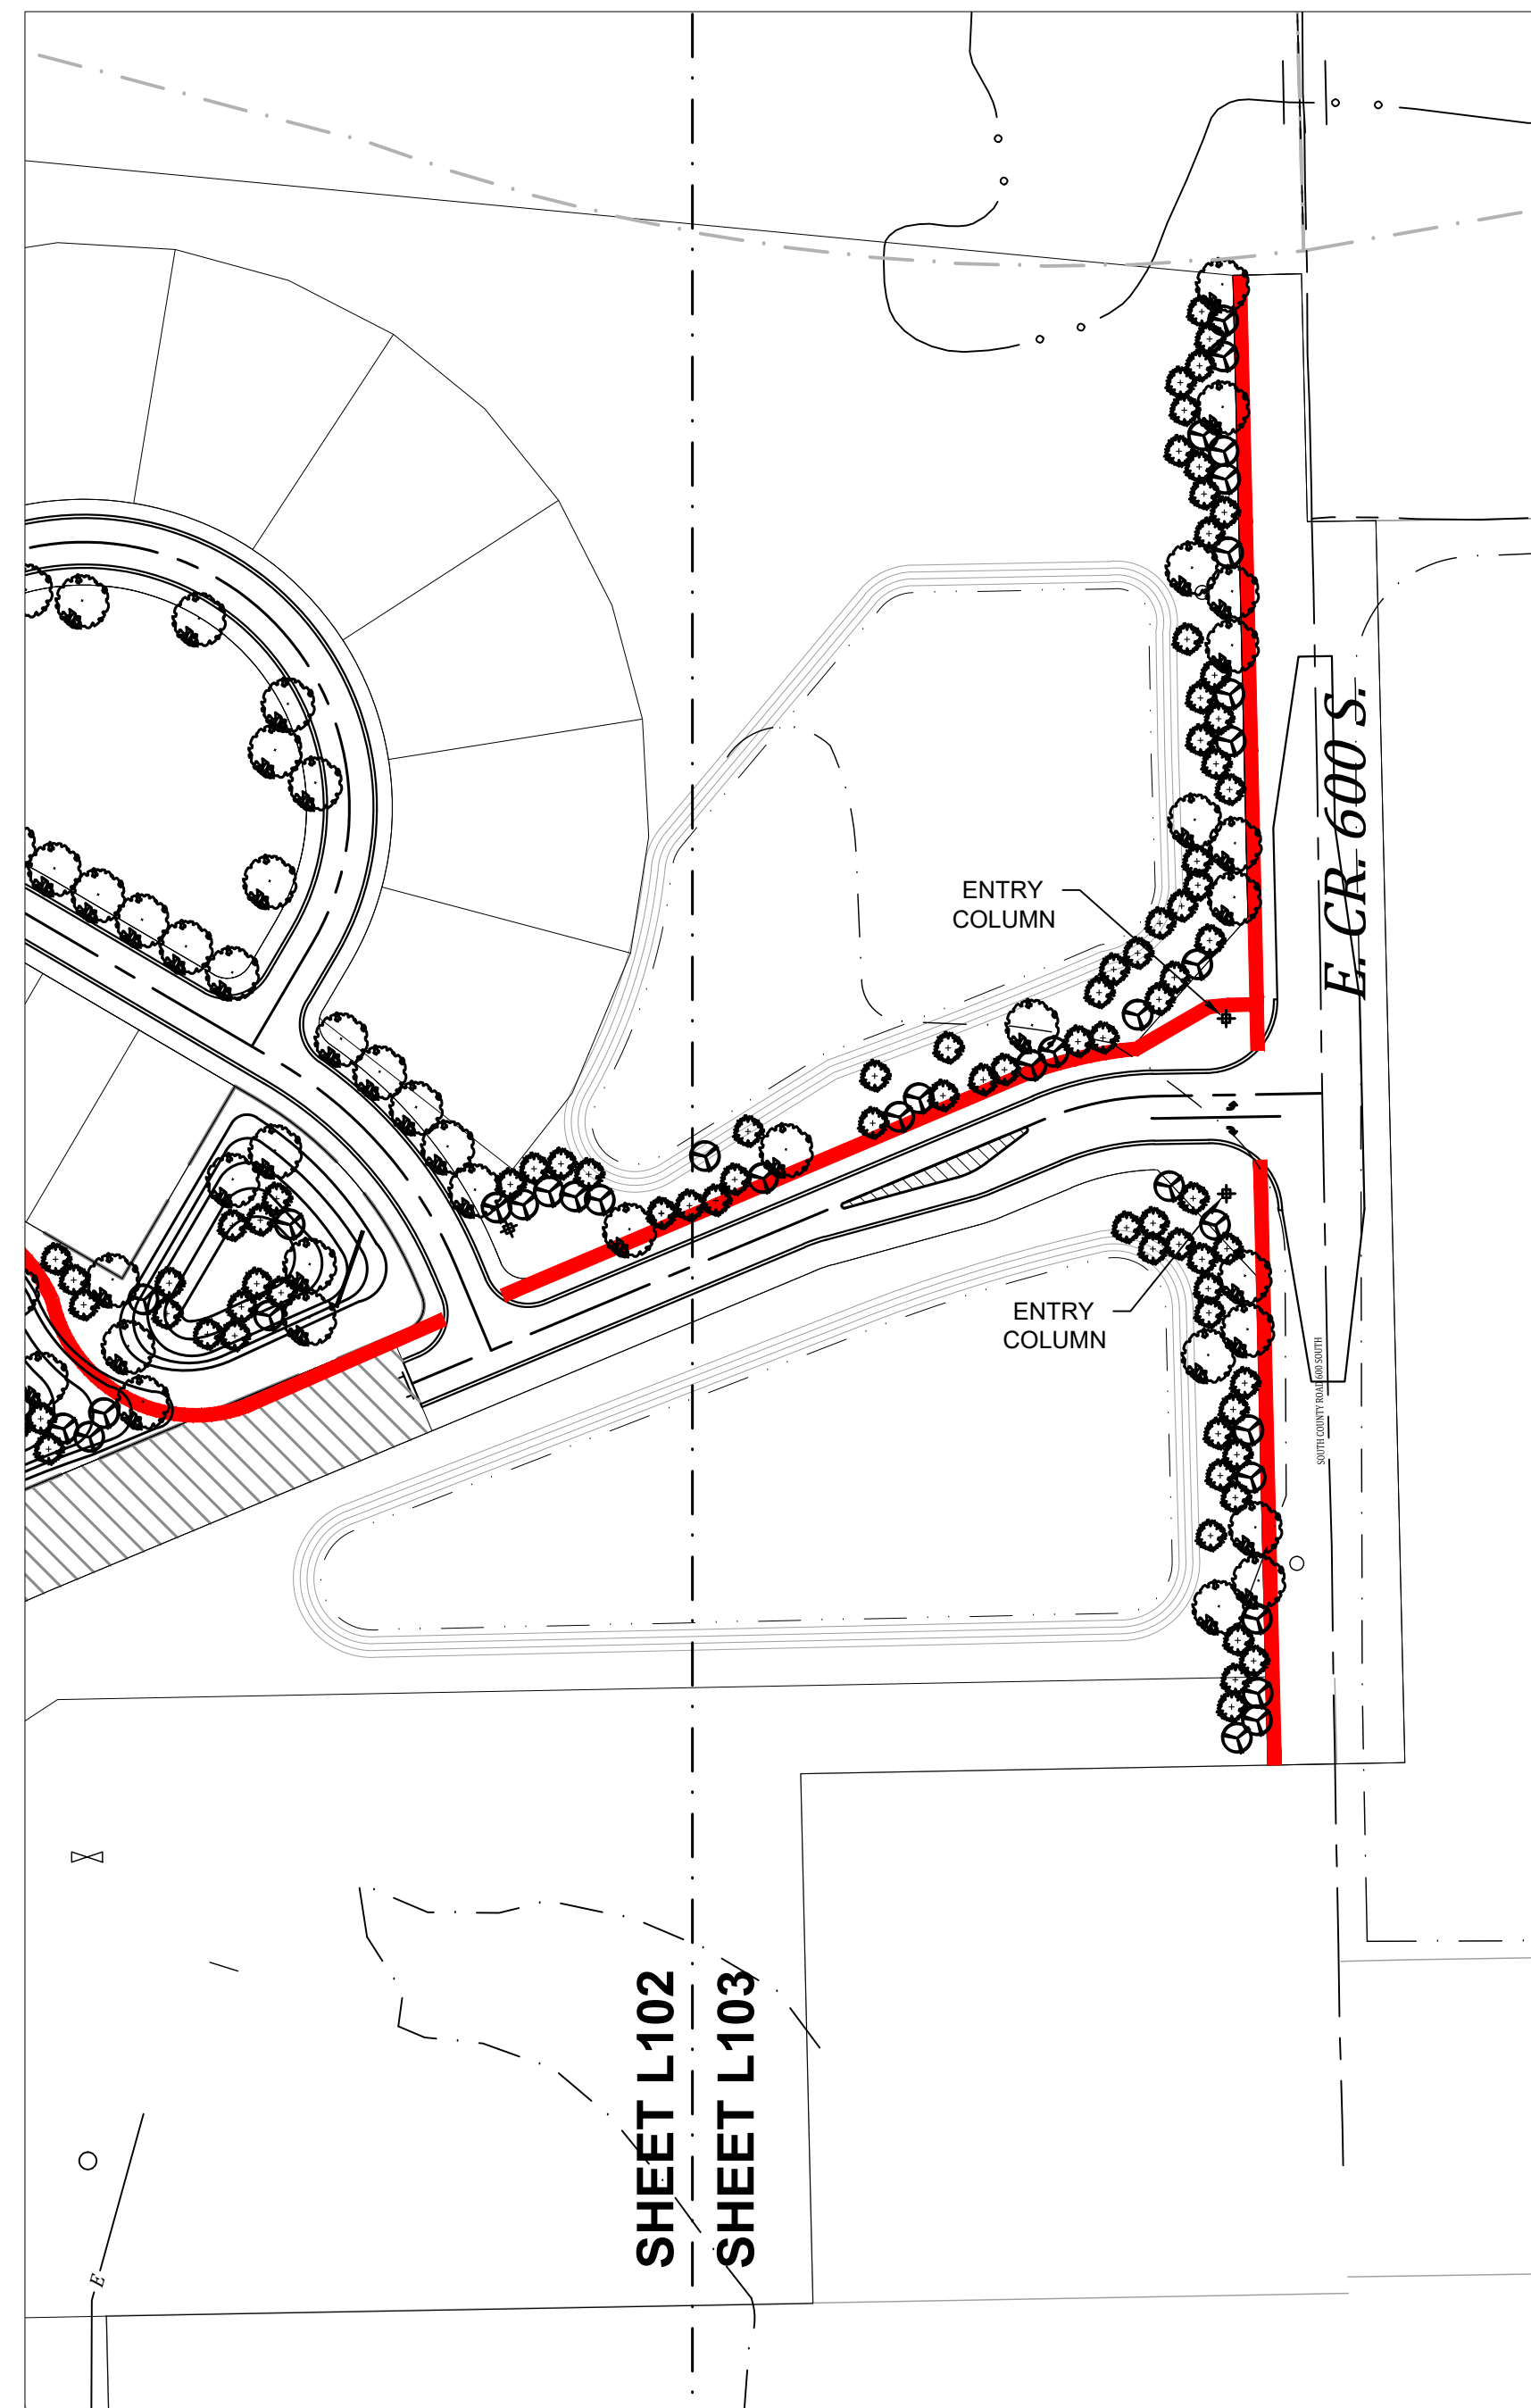 E. CR. 600 S.
ENTRY
COLUMN
ENTRY
COLUMN
SOUTH COUNTY ROAD 600 SOUTH
SHEET L102
SHEET L103
E